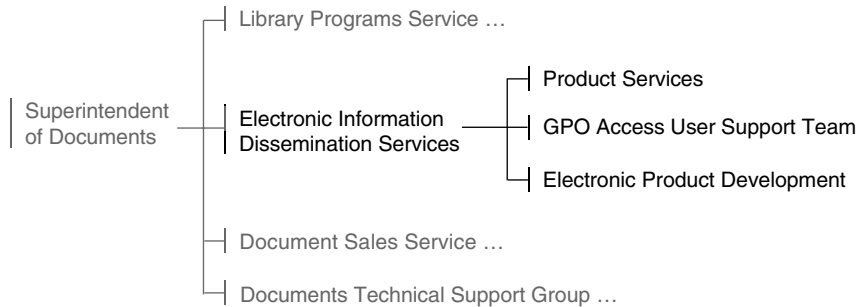 Library Programs Service …
Superintendent
of Documents
Electronic Information
Dissemination Services
Product Services
GPO Access User Support Team
Electronic Product Development
Document Sales Service …
Documents Technical Support Group …